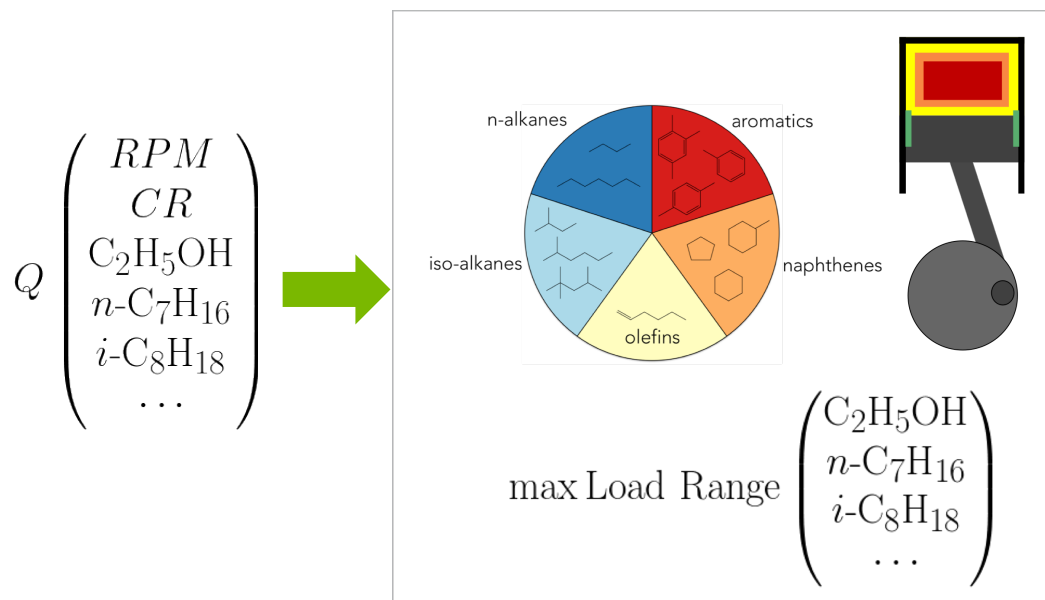 Q
RPM
CR
C₂H₅OH
n-C₇H₁₆
i-C₈H₁₈
...
n-alkanes
aromatics
iso-alkanes
naphthenes
olefins
max Load Range
C₂H₅OH
n-C₇H₁₆
i-C₈H₁₈
...